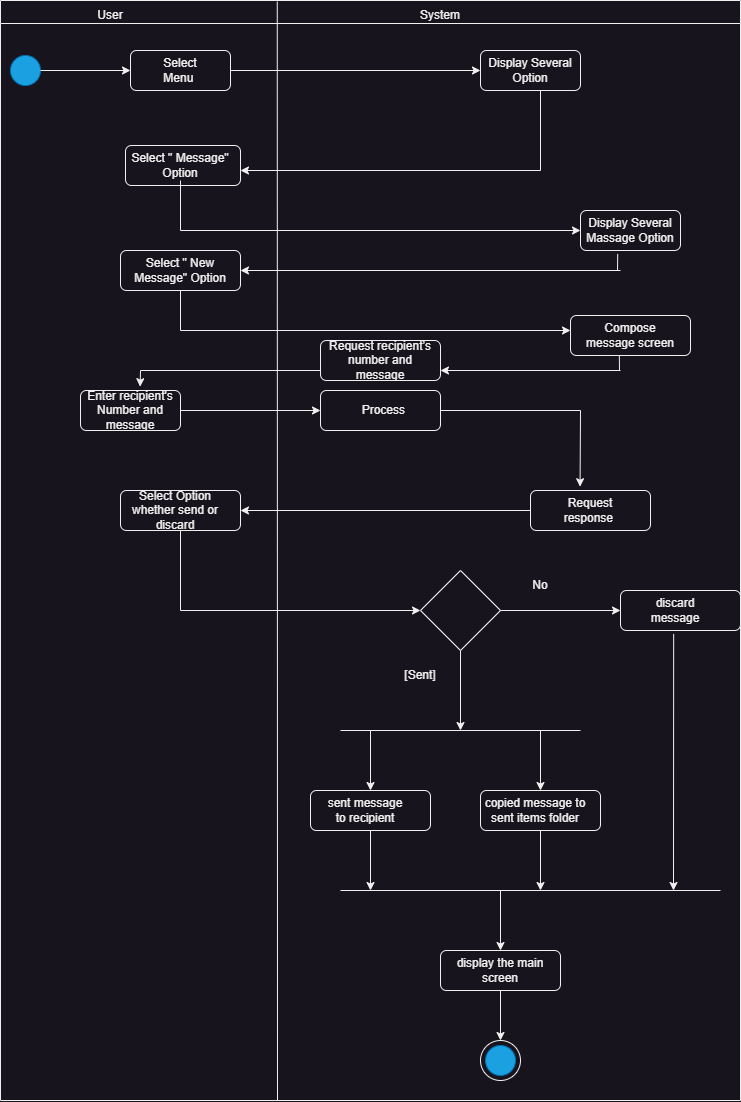 User
System
Select
Menu
Display Several
Option
Select " Message"
Option
Display Several
Massage Option
Select " New
Message" Option
Compose
message screen
Request recipient's
number and
message
Enter recipient's
Number and
message
Process
Select Option
whether send or
discard
Request
response
No
discard
message
[Sent]
sent message
to recipient
copied message to
sent items folder
display the main
screen